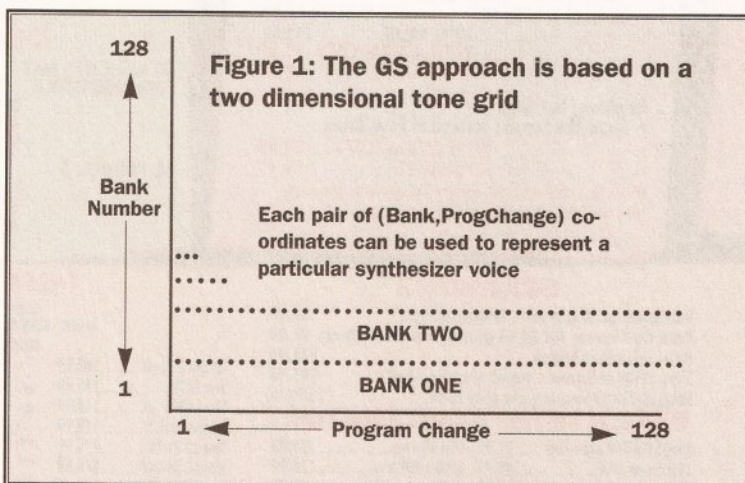 128
Figure 1: The GS approach is based on a
two dimensional tone grid
Bank
Number
Each pair of (Bank,ProgChange) co-
ordinates can be used to represent a
particular synthesizer voice
BANK TWO
BANK ONE
1
1 Program Change 128